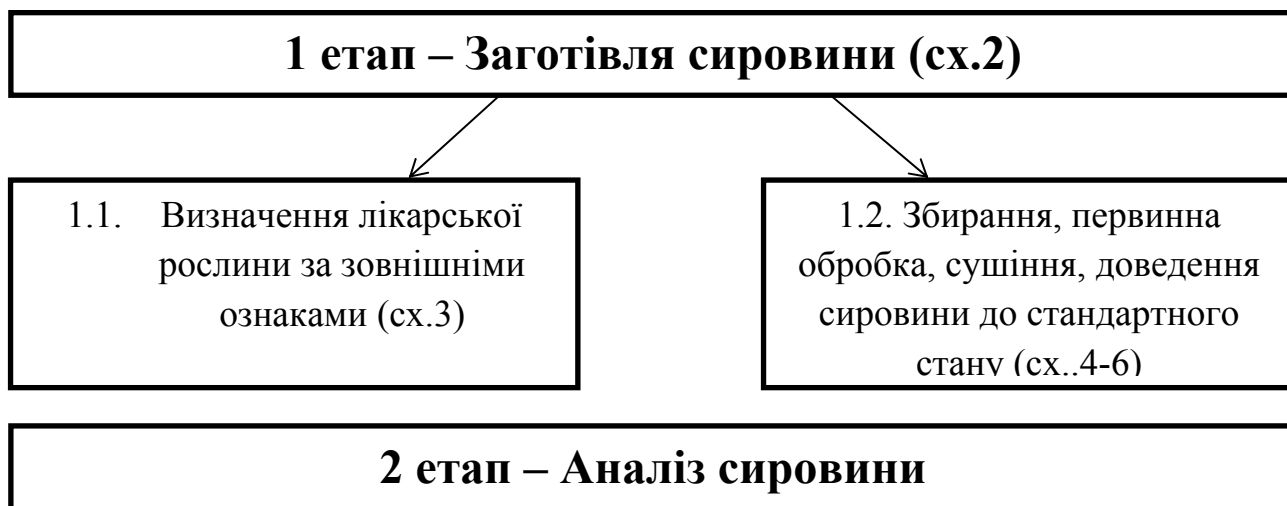 1 етап – Заготівля сировини (сх.2)
1.1. Визначення лікарської
рослини за зовнішніми
ознаками (сх.3)
1.2. Збирання, первинна
обробка, сушіння, доведення
сировини до стандартного
стану (сх..4-6)
2 етап – Аналіз сировини